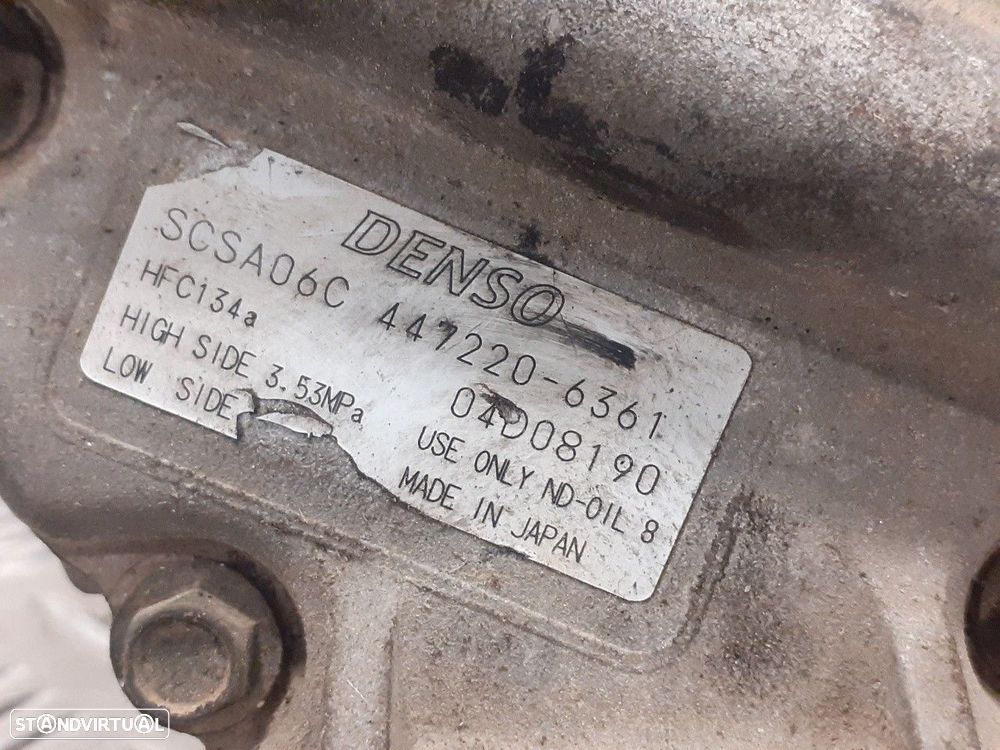 DENSO
SCSA06C 447220-6361
HFC134a 04D08190
HIGH SIDE 3.53MPa USE ONLY ND-OIL 8
LOW SIDE MADE IN JAPAN
STANDVIRTUAL